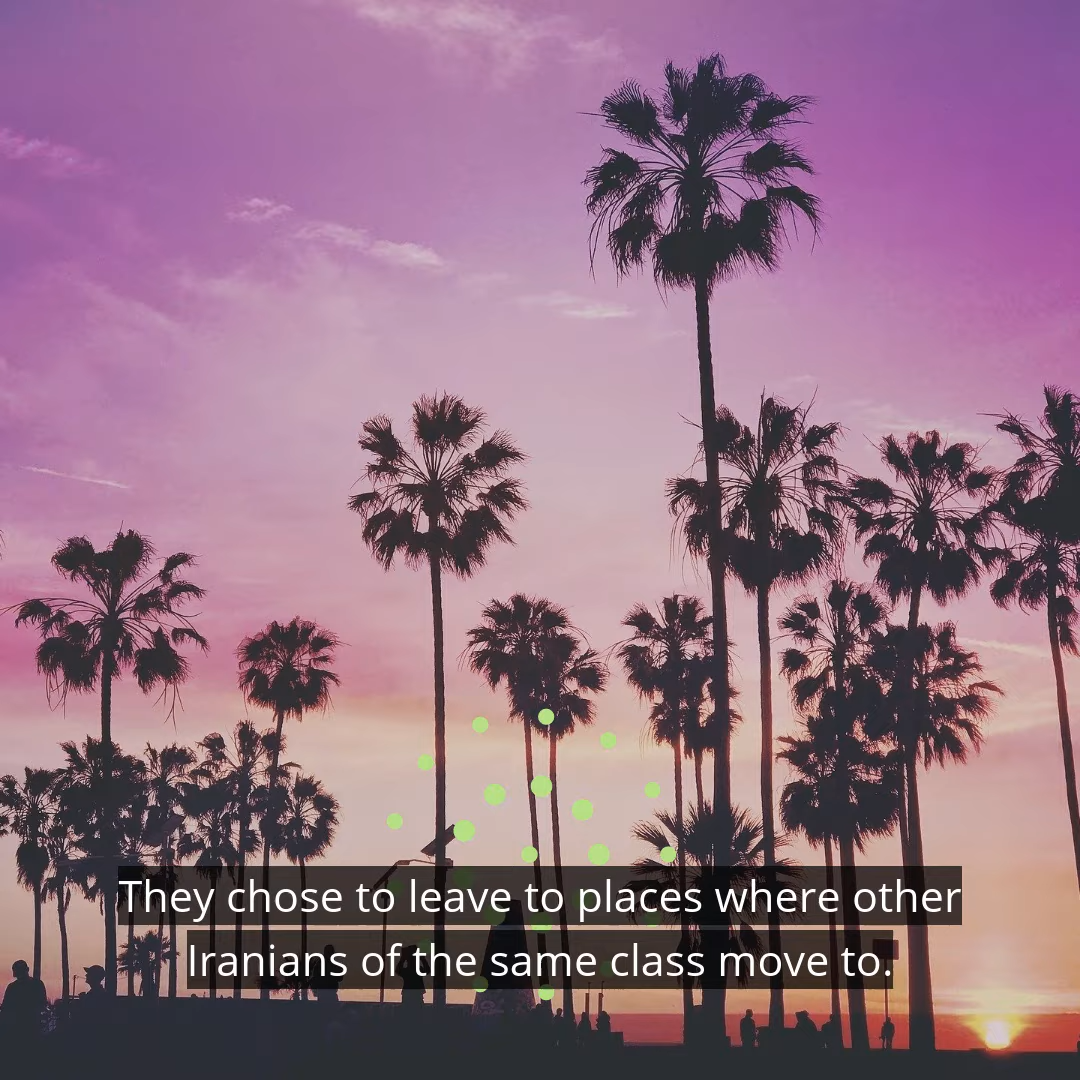 They chose to leave to places where other
Iranians of the same class move to.